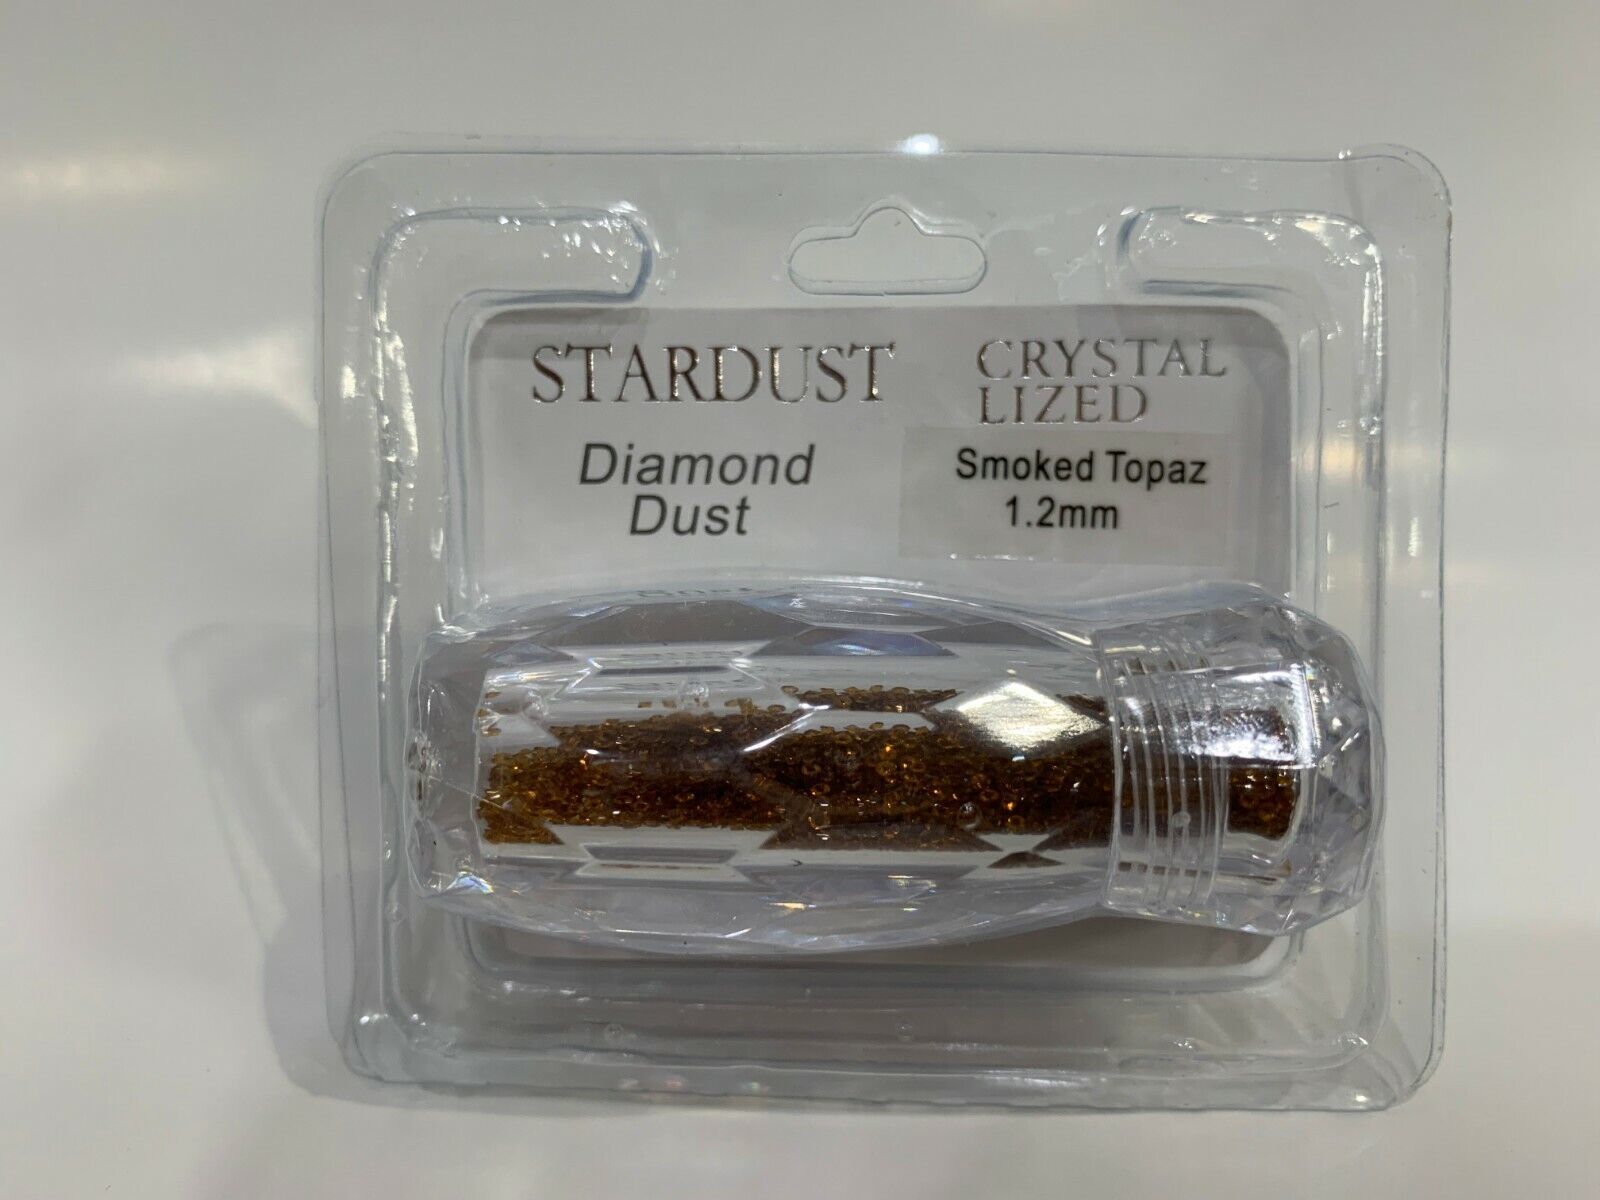 STARDUST
CRYSTAL
LIZED
Diamond
Dust
Smoked Topaz
1.2mm